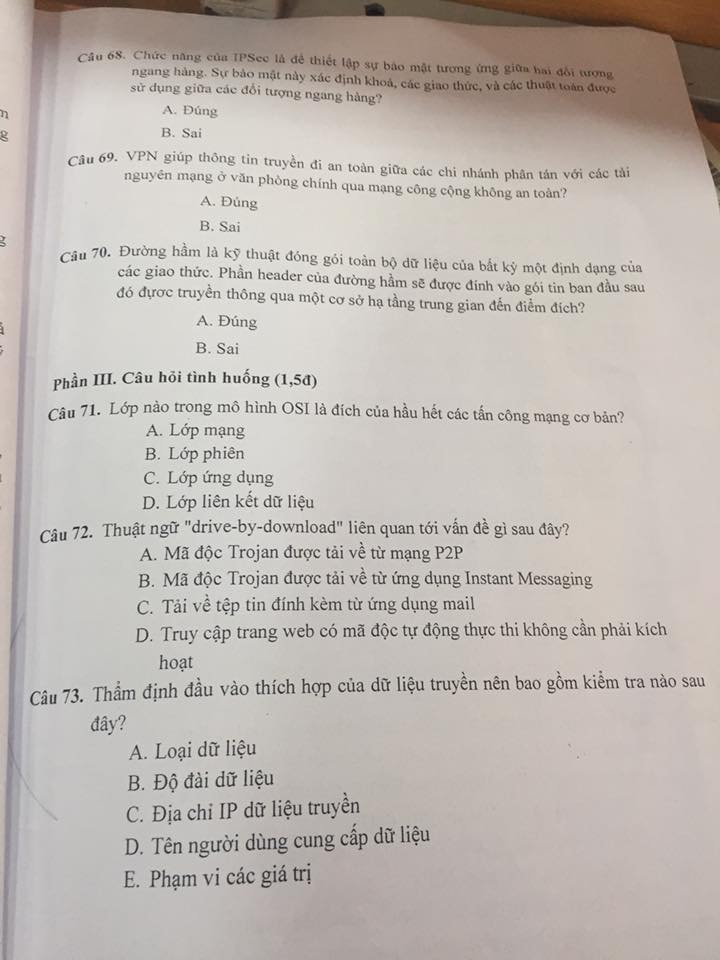 Câu 68. Chức năng của IPSec là để thiết lập sự bảo mật tương ứng giữa hai đối tượng
ngang hàng. Sự bảo mật này xác định khoá, các giao thức, và các thuật toán được
sử dụng giữa các đối tượng ngang hàng?
A. Đúng
B. Sai
Câu 69. VPN giúp thông tin truyền đi an toàn giữa các chi nhánh phân tán với các tài
nguyên mạng ở văn phòng chính qua mạng công cộng không an toàn?
A. Đúng
B. Sai
Câu 70. Đường hầm là kỹ thuật đóng gói toàn bộ dữ liệu của bất kỳ một định dạng của
các giao thức. Phần header của đường hầm sẽ được đính vào gói tin ban đầu sau
đó được truyền thông qua một cơ sở hạ tầng trung gian đến điểm đích?
A. Đúng
B. Sai
Phần III. Câu hỏi tình huống (1,5đ)
Câu 71. Lớp nào trong mô hình OSI là đích của hầu hết các tấn công mạng cơ bản?
A. Lớp mạng
B. Lớp phiên
C. Lớp ứng dụng
D. Lớp liên kết dữ liệu
Câu 72. Thuật ngữ "drive-by-download" liên quan tới vấn đề gì sau đây?
A. Mã độc Trojan được tải về từ mạng P2P
B. Mã độc Trojan được tải về từ ứng dụng Instant Messaging
C. Tải về tệp tin đính kèm từ ứng dụng mail
D. Truy cập trang web có mã độc tự động thực thi không cần phải kích
hoạt
Câu 73. Thẩm định đầu vào thích hợp của dữ liệu truyền nên bao gồm kiểm tra nào sau
đây?
A. Loại dữ liệu
B. Độ đài dữ liệu
C. Địa chỉ IP dữ liệu truyền
D. Tên người dùng cung cấp dữ liệu
E. Phạm vi các giá trị